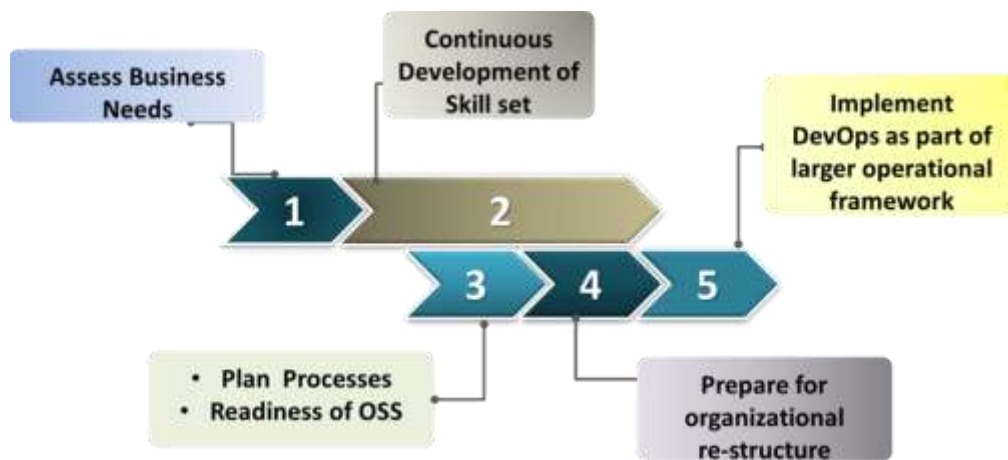 Assess Business
Needs
Continuous
Development of
Skill set
Implement
DevOps as part of
larger operational
framework
1
2
3
4
5
• Plan Processes
• Readiness of OSS
Prepare for
organizational
re-structure